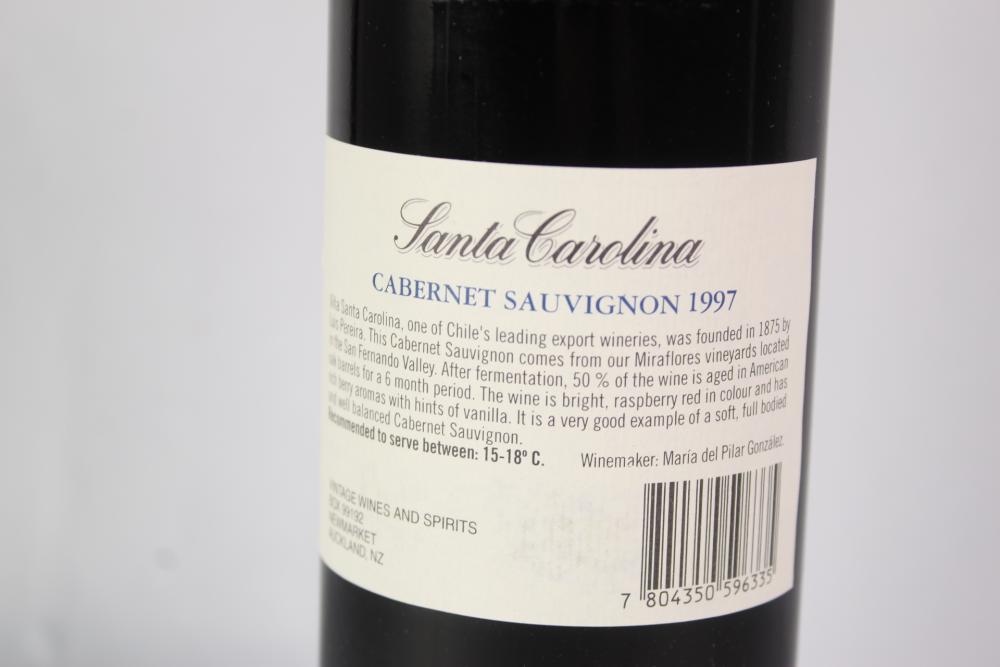 Santa Carolina
CABERNET SAUVIGNON 1997
Viña Santa Carolina, one of Chile's leading export wineries, was founded in 1875 by
Luis Pereira. This Cabernet Sauvignon comes from our Miraflores vineyards located
in the San Fernando Valley. After fermentation, 50 % of the wine is aged in American
oak barrels for a 6 month period. The wine is bright, raspberry red in colour and has
rich berry aromas with hints of vanilla. It is a very good example of a soft, full bodied
and well balanced Cabernet Sauvignon.
Recommended to serve between: 15-18º C.
Winemaker: María del Pilar González.
VINTAGE WINES AND SPIRITS
BOX 99192
NEWMARKET
AUCKLAND, NZ
7 804350 596335